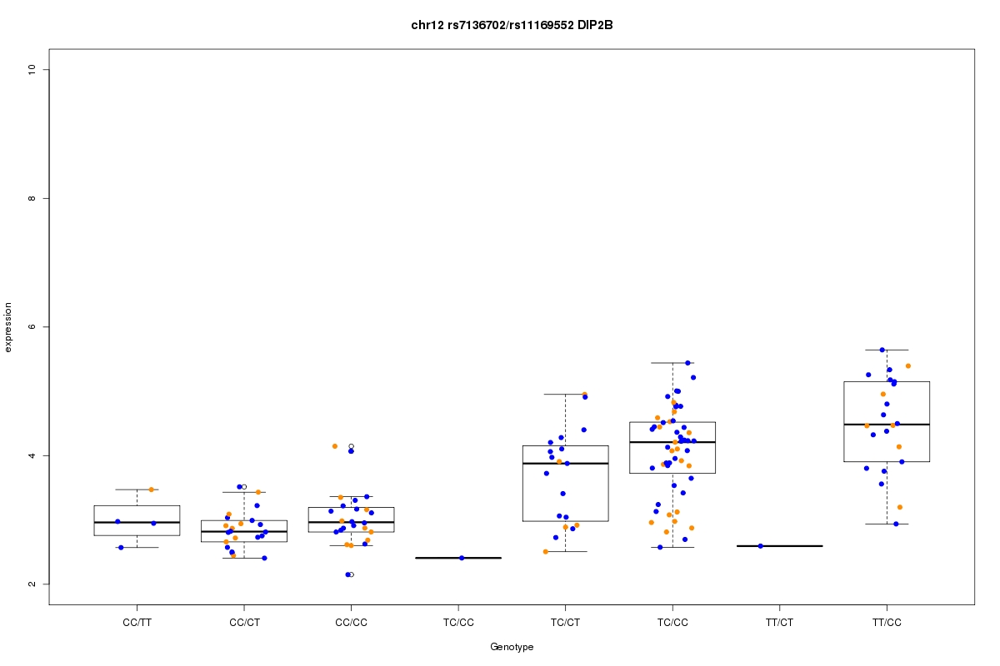 chr12 rs7136702/rs11169552 DIP2B
10
8
6
4
2
expression
CC/TT CC/CT CC/CC TC/CC TC/CT TC/CC TT/CT TT/CC
Genotype